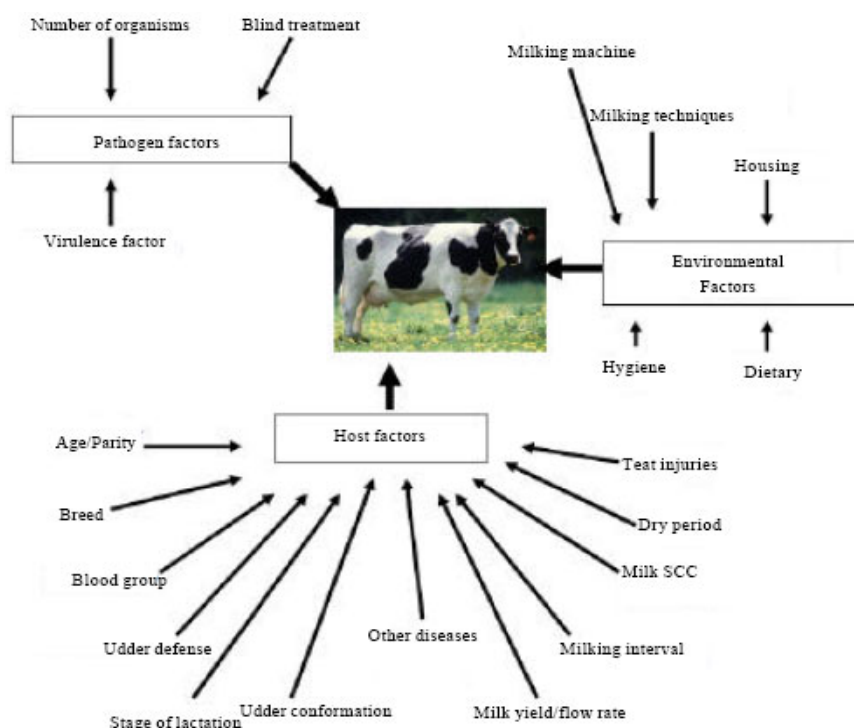 Number of organisms
Blind treatment
Milking machine
Pathogen factors
Milking techniques
Housing
Virulence factor
Environmental
Factors
Hygiene
Dietary
Host factors
Age/Parity
Teat injuries
Breed
Dry period
Blood group
Milk SCC
Udder defense
Other diseases
Milking interval
Stage of lactation
Udder conformation
Milk yield/flow rate